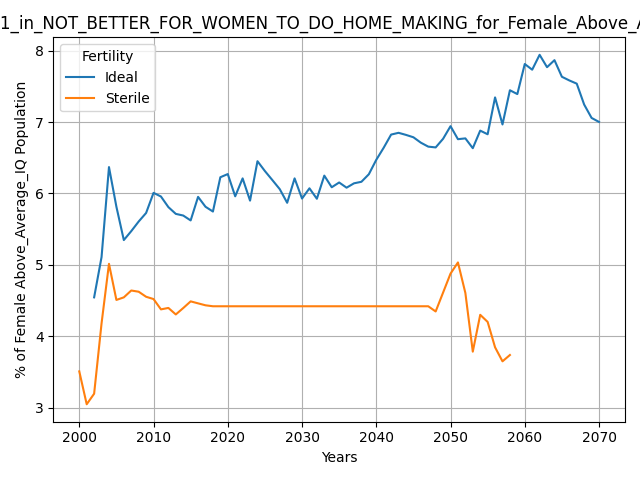 1_in_NOT_BETTER_FOR_WOMEN_TO_DO_HOME_MAKING_for_Female_Above_A
Fertility
Ideal
Sterile
% of Female Above_Average_IQ Population
8
7
6
5
4
3
2000 2010 2020 2030 2040 2050 2060 2070
Years